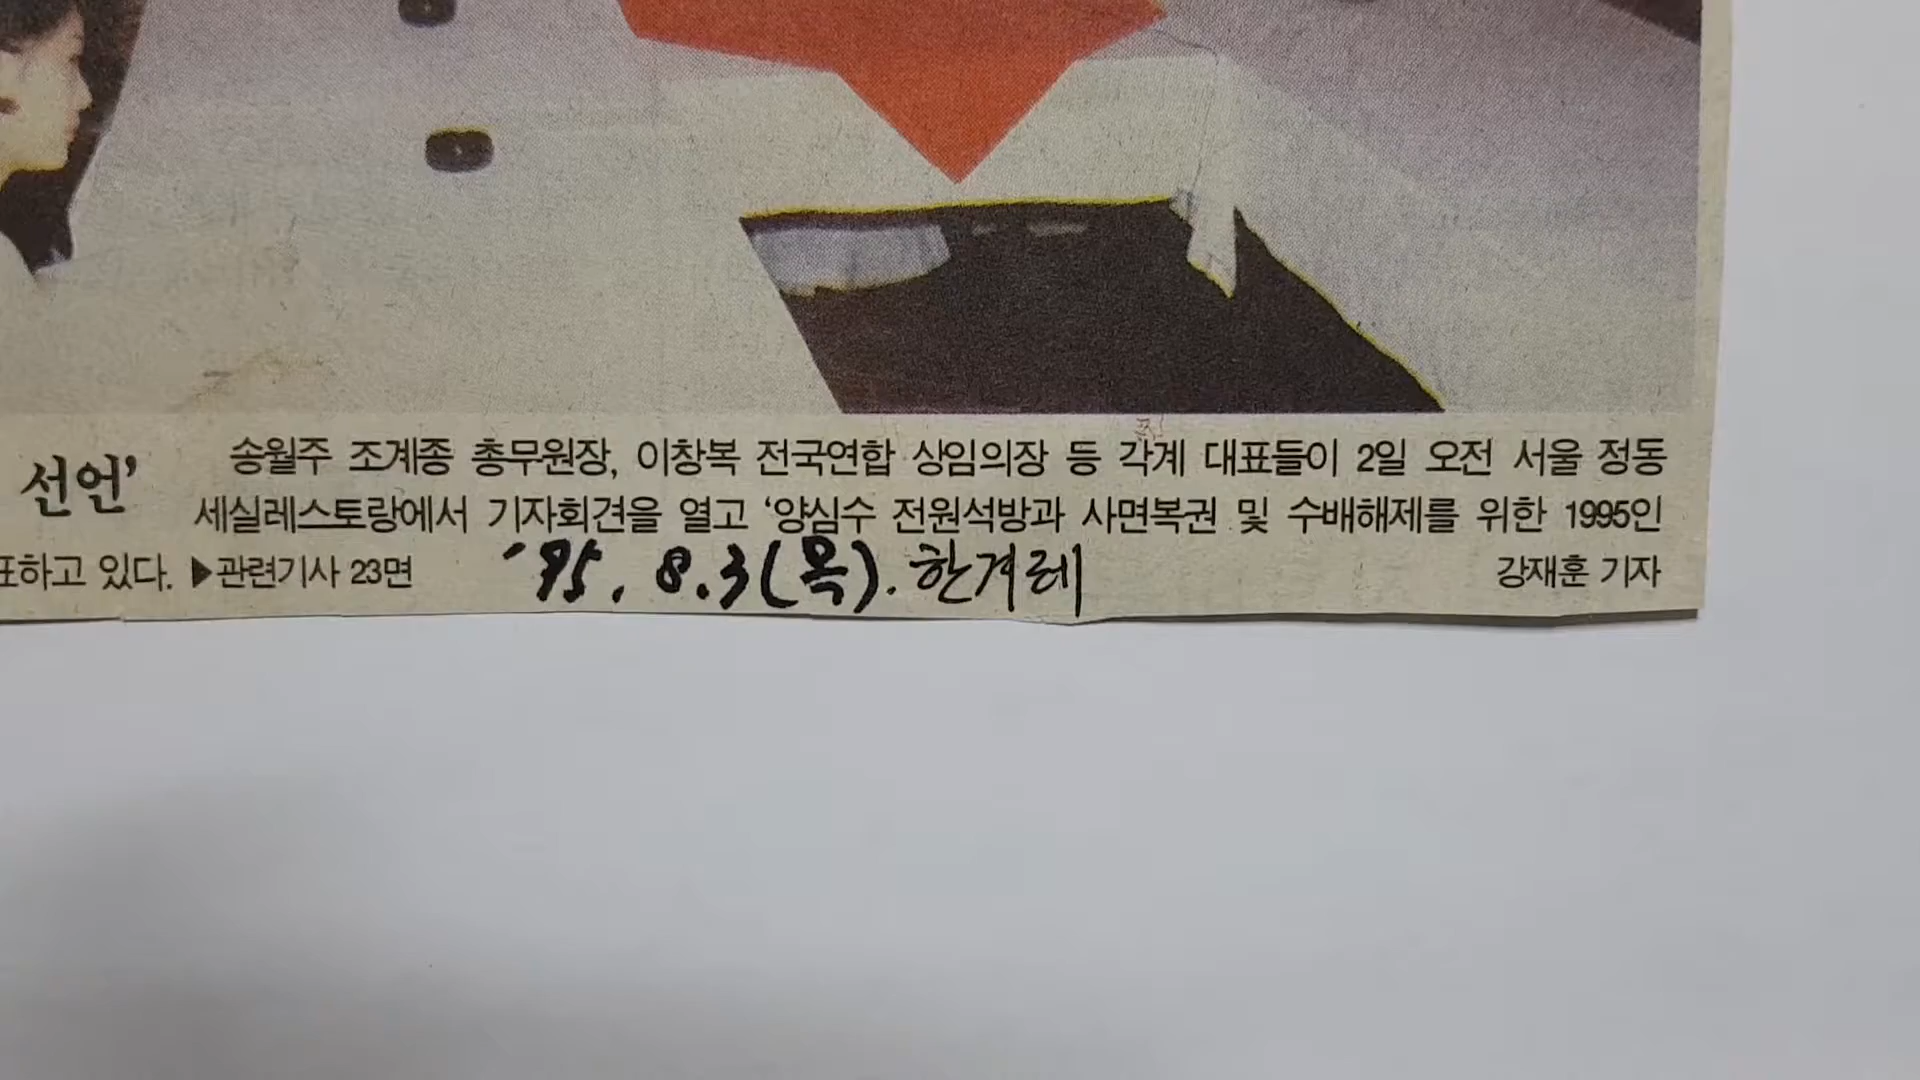 선언’ 송월주 조계종 총무원장, 이창복 전국연합 상임의장 등 각계 대표들이 2일 오전 서울 정동
세실레스토랑에서 기자회견을 열고 ‘양심수 전원석방과 사면복권 및 수배해제를 위한 1995인
표하고 있다. ▶관련기사 23면 강재훈 기자
'95. 8.3(목). 한겨레